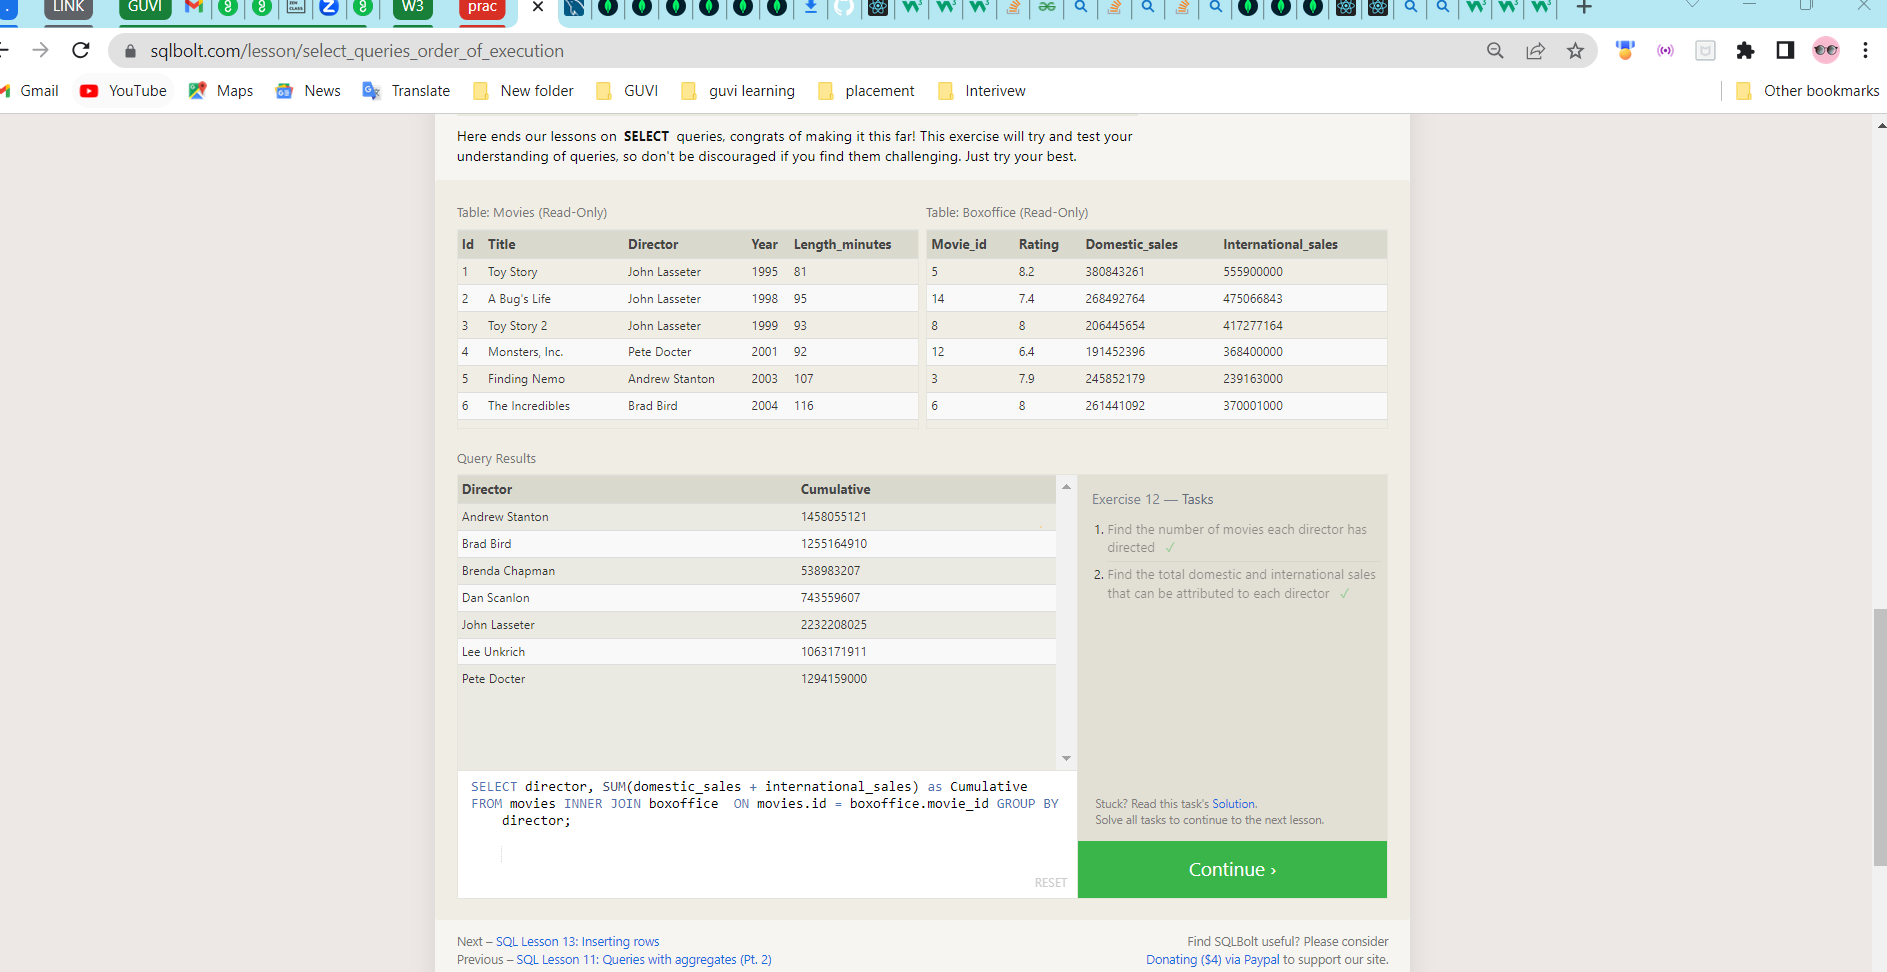 LINK GUVI W3 prac
sqlbolt.com/lesson/select_queries_order_of_execution
Gmail YouTube Maps News Translate New folder GUVI guvi learning placement Interivew Other bookmarks
Here ends our lessons on SELECT queries, congrats of making it this far! This exercise will try and test your
understanding of queries, so don't be discouraged if you find them challenging. Just try your best.
Table: Movies (Read-Only) Table: Boxoffice (Read-Only)
Id Title Director Year Length_minutes Movie_id Rating Domestic_sales International_sales
1 Toy Story John Lasseter 1995 81 5 8.2 380843261 555900000
2 A Bug's Life John Lasseter 1998 95 14 7.4 268492764 475066843
3 Toy Story 2 John Lasseter 1999 93 8 8 206445654 417277164
4 Monsters, Inc. Pete Docter 2001 92 12 6.4 191452396 368400000
5 Finding Nemo Andrew Stanton 2003 107 3 7.9 245852179 239163000
6 The Incredibles Brad Bird 2004 116 6 8 261441092 370001000
Query Results
Director Cumulative
Andrew Stanton 1458055121
Brad Bird 1255164910
Brenda Chapman 538983207
Dan Scanlon 743559607
John Lasseter 2232208025
Lee Unkrich 1063171911
Pete Docter 1294159000
Exercise 12 — Tasks
1. Find the number of movies each director has
directed ✓
2. Find the total domestic and international sales
that can be attributed to each director ✓
SELECT director, SUM(domestic_sales + international_sales) as Cumulative
FROM movies INNER JOIN boxoffice ON movies.id = boxoffice.movie_id GROUP BY
director;
RESET
Stuck? Read this task's Solution.
Solve all tasks to continue to the next lesson.
Continue ›
Next – SQL Lesson 13: Inserting rows
Previous – SQL Lesson 11: Queries with aggregates (Pt. 2)
Find SQLBolt useful? Please consider
Donating ($4) via Paypal to support our site.